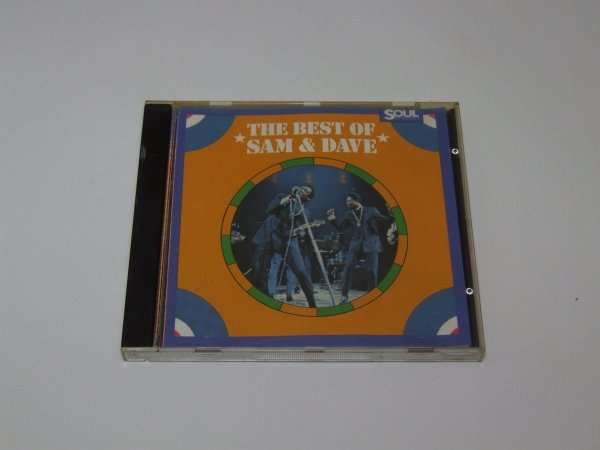 SOUL
THE BEST OF
SAM & DAVE